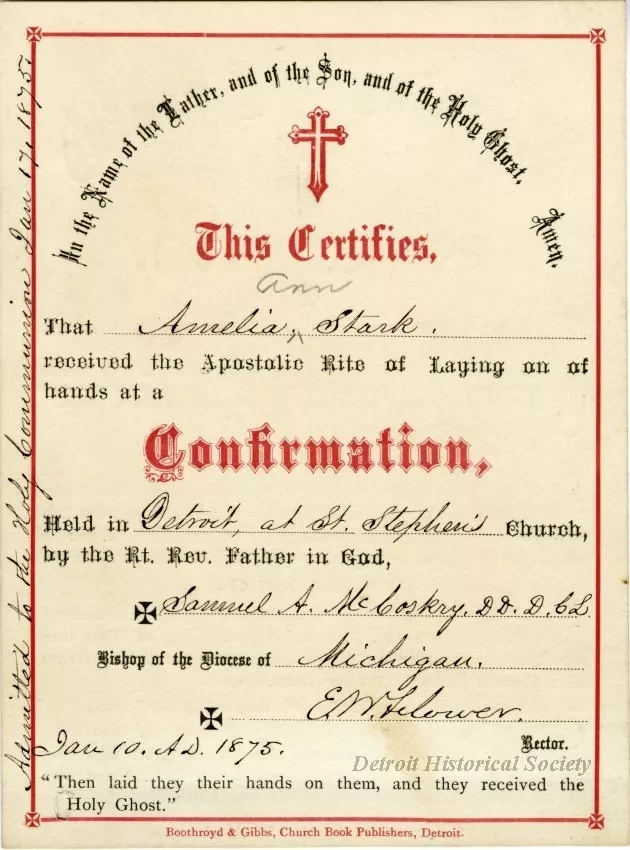 In the Name of the Father, and of the Son, and of the Holy Ghost, Amen.
This Certifies,
Ann
That Amelia ^ Stark.
received the Apostolic Rite of Laying on of
hands at a
Confirmation,
Held in Detroit, at St. Stephen's Church,
by the Rt. Rev. Father in God,
Samuel A. McCoskry, D.D. D.C.L
Bishop of the Diocese of Michigan.
E.W. Flower.
Jan 10. A.D. 1875. Rector.
Detroit Historical Society
"Then laid they their hands on them, and they received the
Holy Ghost."
Boothroyd & Gibbs, Church Book Publishers, Detroit.
Admitted to the Holy Communion Jan 17, 1875.